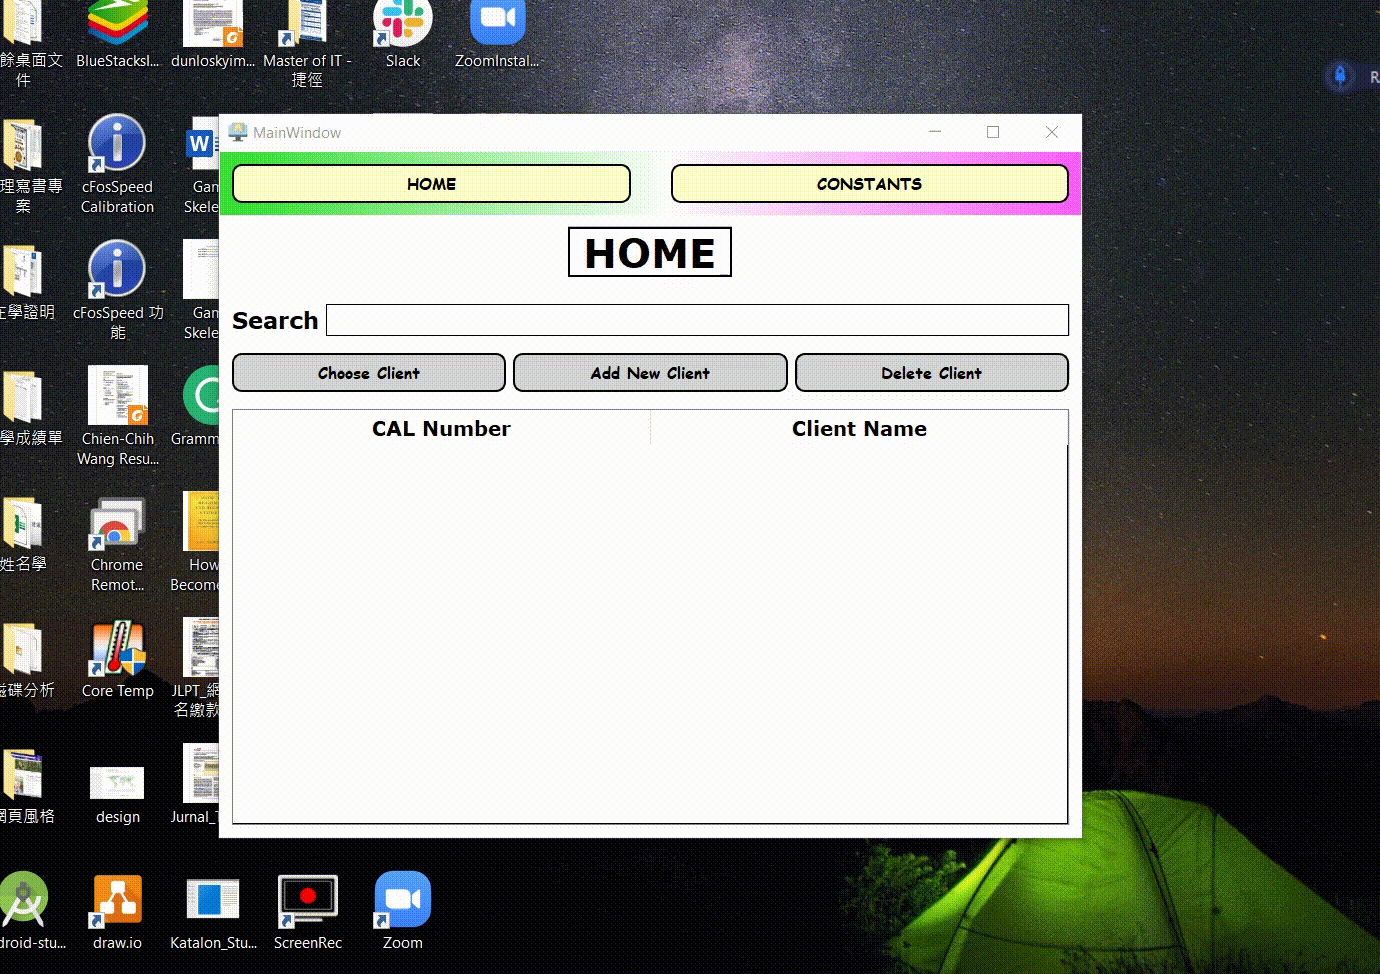 餘桌面文
件
BlueStacksI...
dunloskyim...
Master of IT -
捷徑
Slack
ZoomInstal...
R
MainWindow
HOME
CONSTANTS
HOME
Search
Choose Client
Add New Client
Delete Client
CAL Number
Client Name
理寫書專
案
cFosSpeed
Calibration
Gam
Skele
在學證明
cFosSpeed 功
能
Gam
Skele
學成績單
Chien-Chih
Wang Resu...
Gramm
姓名學
Chrome
Remot...
How
Become
磁碟分析
Core Temp
JLPT_網
名繳款
網頁風格
design
Jurnal_T
droid-stu...
draw.io
Katalon_Stu...
ScreenRec
Zoom